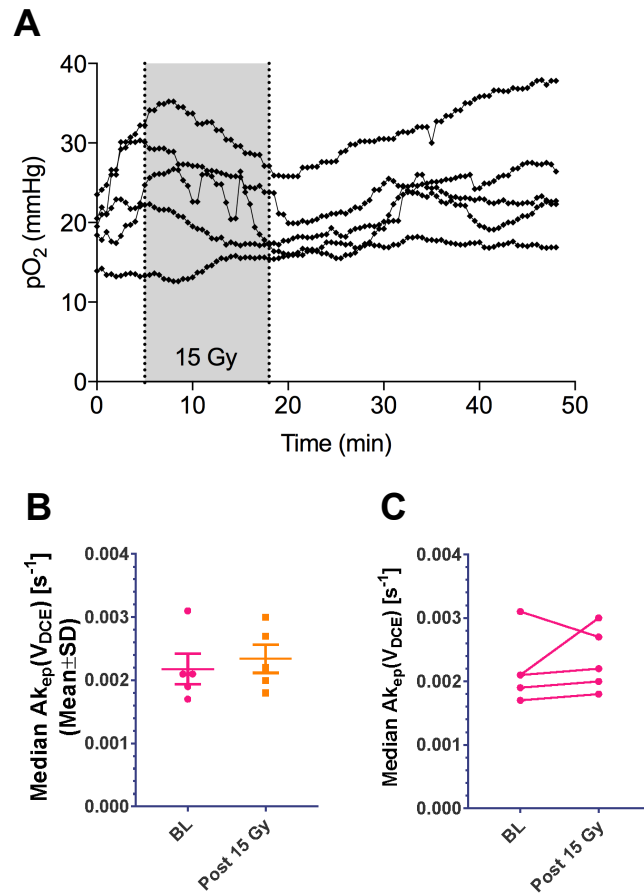 A
40
30
20
10
0
pO2 (mmHg)
15 Gy
0 10 20 30 40 50
Time (min)
B
Median Akep(VDCE) [s-1]
(Mean±SD)
0.004
0.003
0.002
0.001
0.000
BL
Post 15 Gy
C
Median Akep(VDCE) [s-1]
0.004
0.003
0.002
0.001
0.000
BL
Post 15 Gy